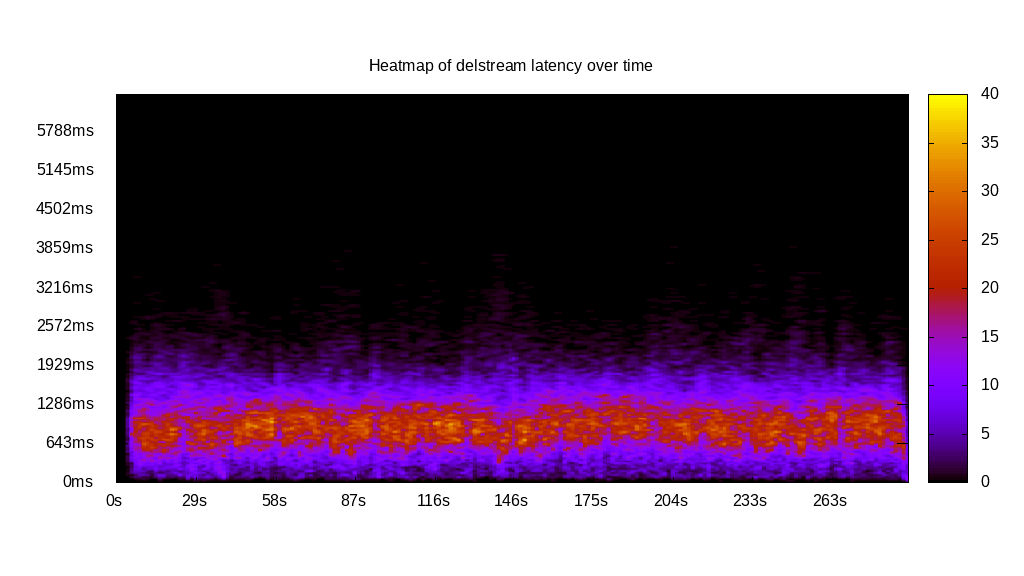 Heatmap of delstream latency over time
40
35
30
25
20
15
10
5
0
5788ms
5145ms
4502ms
3859ms
3216ms
2572ms
1929ms
1286ms
643ms
0ms
0s 29s 58s 87s 116s 146s 175s 204s 233s 263s